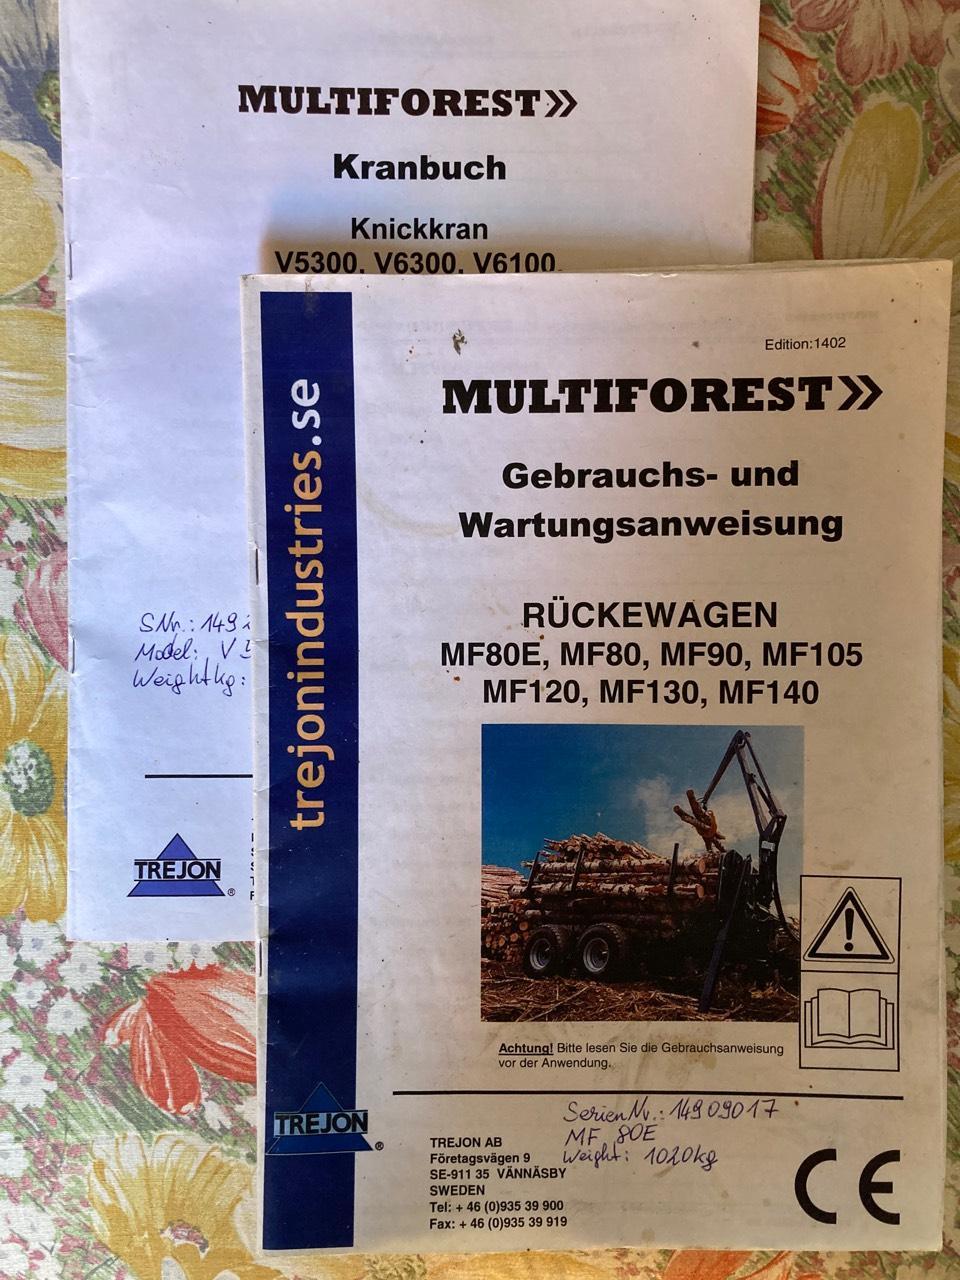 MULTIFOREST
Kranbuch
Knickkran
V5300, V6300, V6100,
SNr.: 149
Model: V
Weight kg:
TREJON
®
Edition:1402
MULTIFOREST
Gebrauchs- und
Wartungsanweisung
RÜCKEWAGEN
MF80E, MF80, MF90, MF105
MF120, MF130, MF140
trejonindustries.se
Achtung! Bitte lesen Sie die Gebrauchsanweisung
vor der Anwendung.
TREJON
®
SerienNr.: 14909017
MF 80E
Weight: 1020kg
TREJON AB
Företagsvägen 9
SE-911 35 VÄNNÄSBY
SWEDEN
Tel: + 46 (0)935 39 900
Fax: + 46 (0)935 39 919
CE